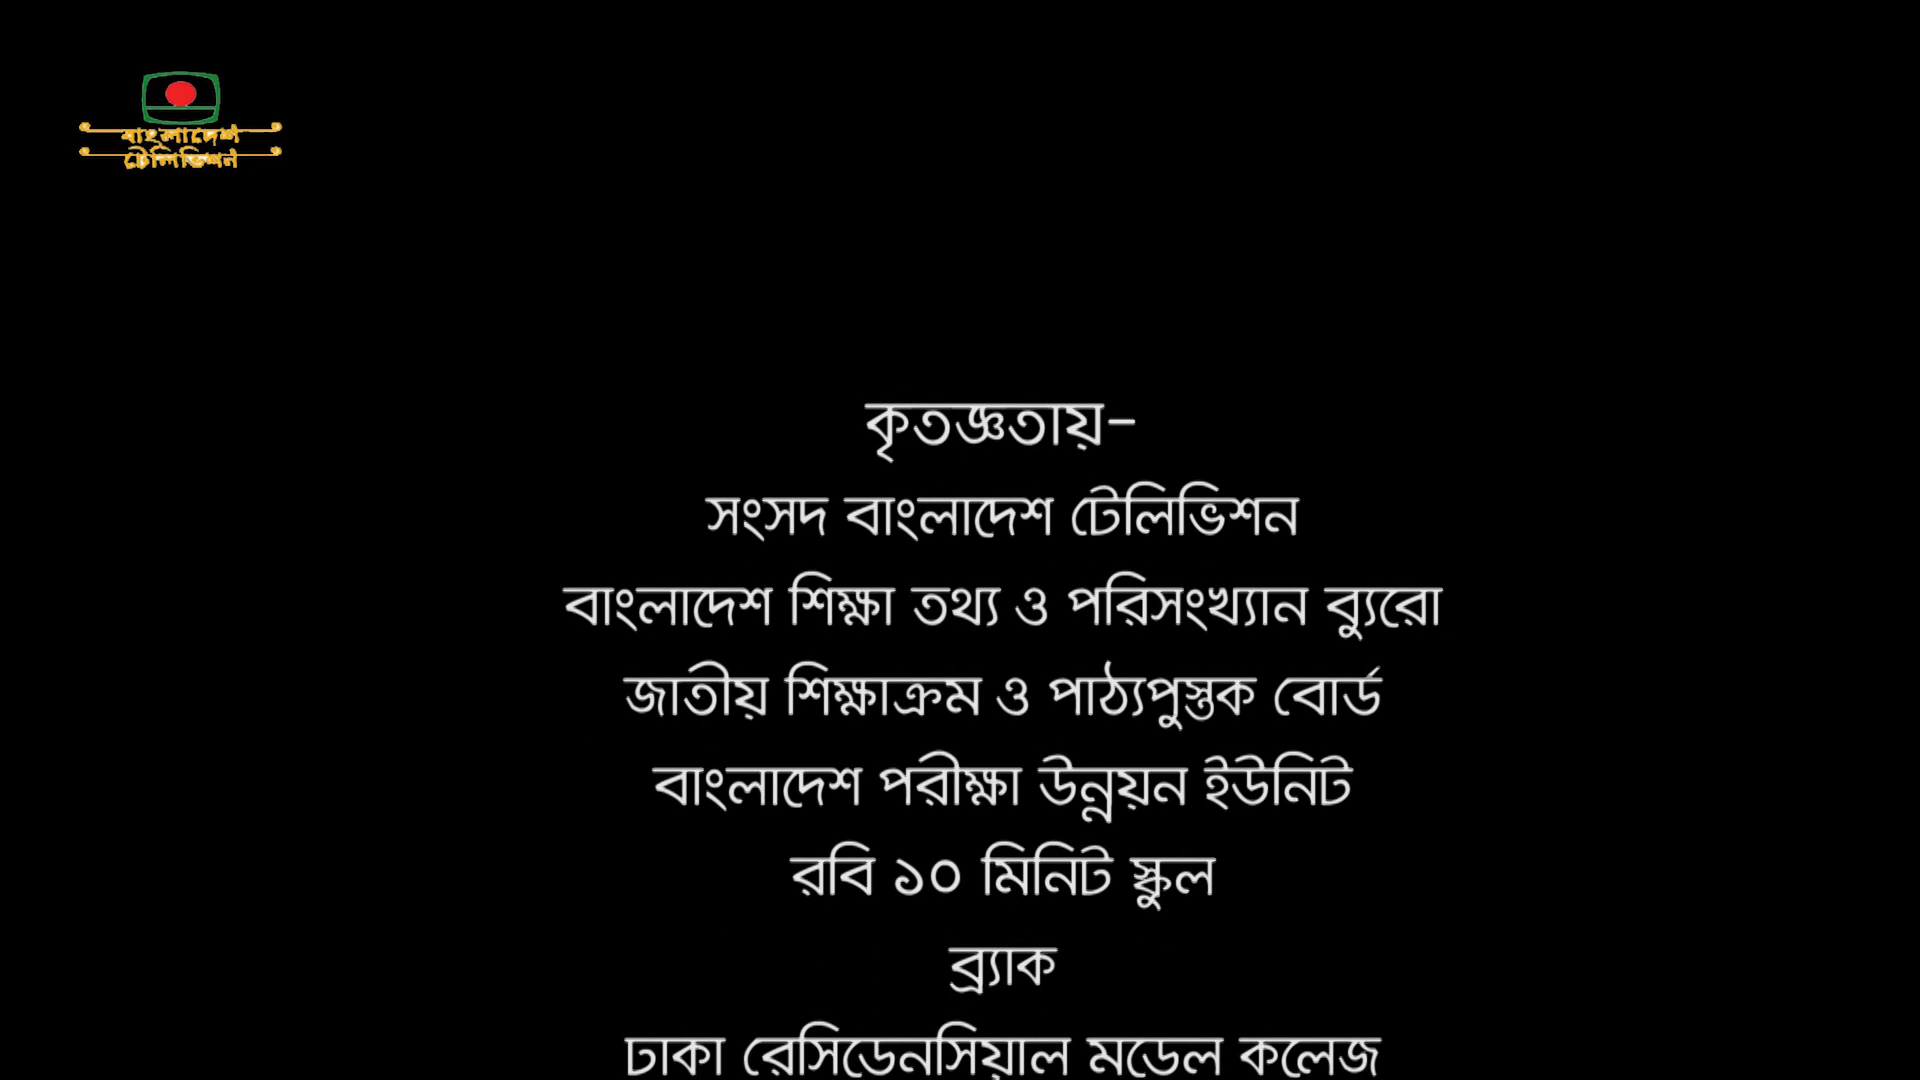 বাংলাদেশ
টেলিভিশন
কৃতজ্ঞতায়–
সংসদ বাংলাদেশ টেলিভিশন
বাংলাদেশ শিক্ষা তথ্য ও পরিসংখ্যান ব্যুরো
জাতীয় শিক্ষাক্রম ও পাঠ্যপুস্তক বোর্ড
বাংলাদেশ পরীক্ষা উন্নয়ন ইউনিট
রবি ১০ মিনিট স্কুল
ব্র্যাক
ঢাকা রেসিডেনসিয়াল মডেল কলেজ